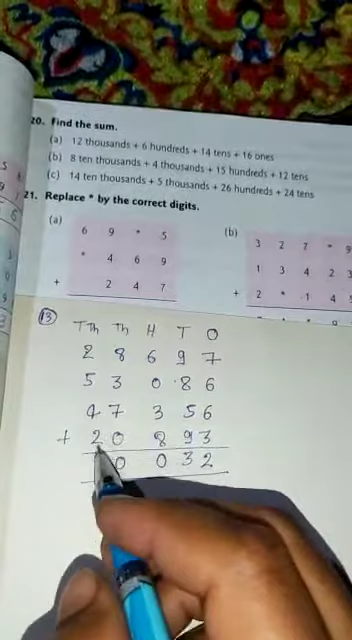 20. Find the sum.
(a) 12 thousands + 6 hundreds + 14 tens + 16 ones
(b) 8 ten thousands + 4 thousands + 15 hundreds + 12 tens
(c) 14 ten thousands + 5 thousands + 26 hundreds + 24 tens
21. Replace * by the correct digits.
(a)
6 9 * 5
* 4 6 9
+ 2 4 7
(b)
3 2 7 * 9
1 3 4 2 3
+ 2 * 1 4 5
13
TTh Th H T O
2 8 6 9 7
5 3 0 8 6
4 7 3 5 6
+ 2 0 8 9 3
0 0 3 2